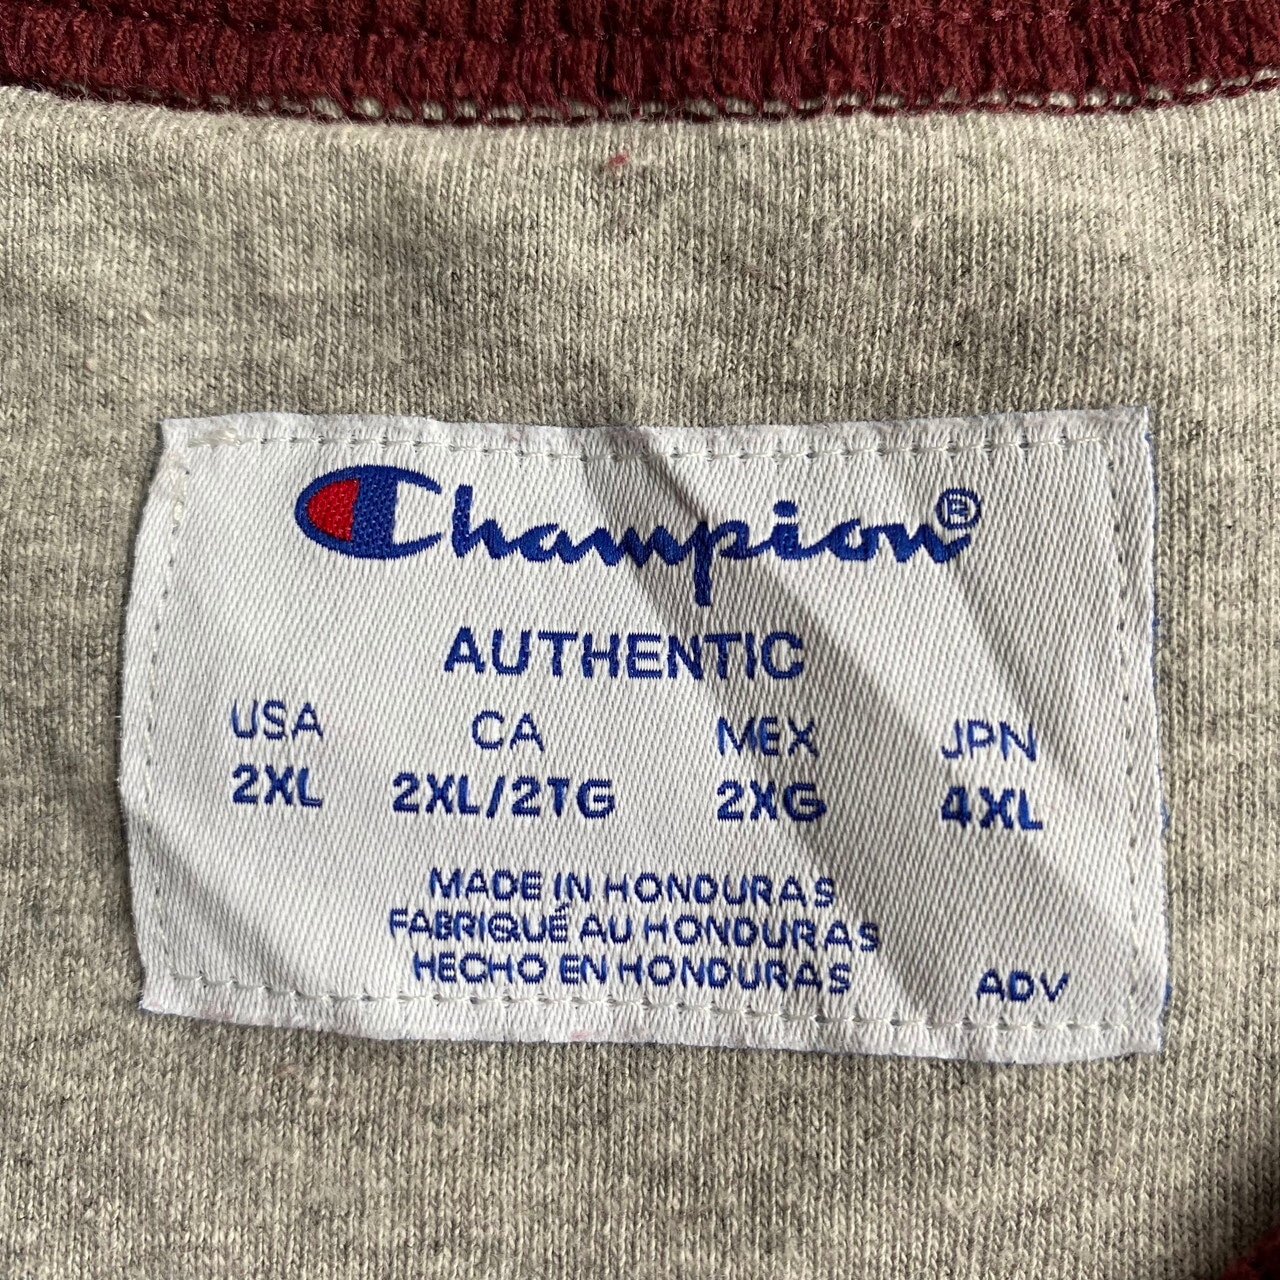 Champion®
AUTHENTIC
USA CA MEX JPN
2XL 2XL/2TG 2XG 4XL
MADE IN HONDURAS
FABRIQUÉ AU HONDURAS
HECHO EN HONDURAS ADV